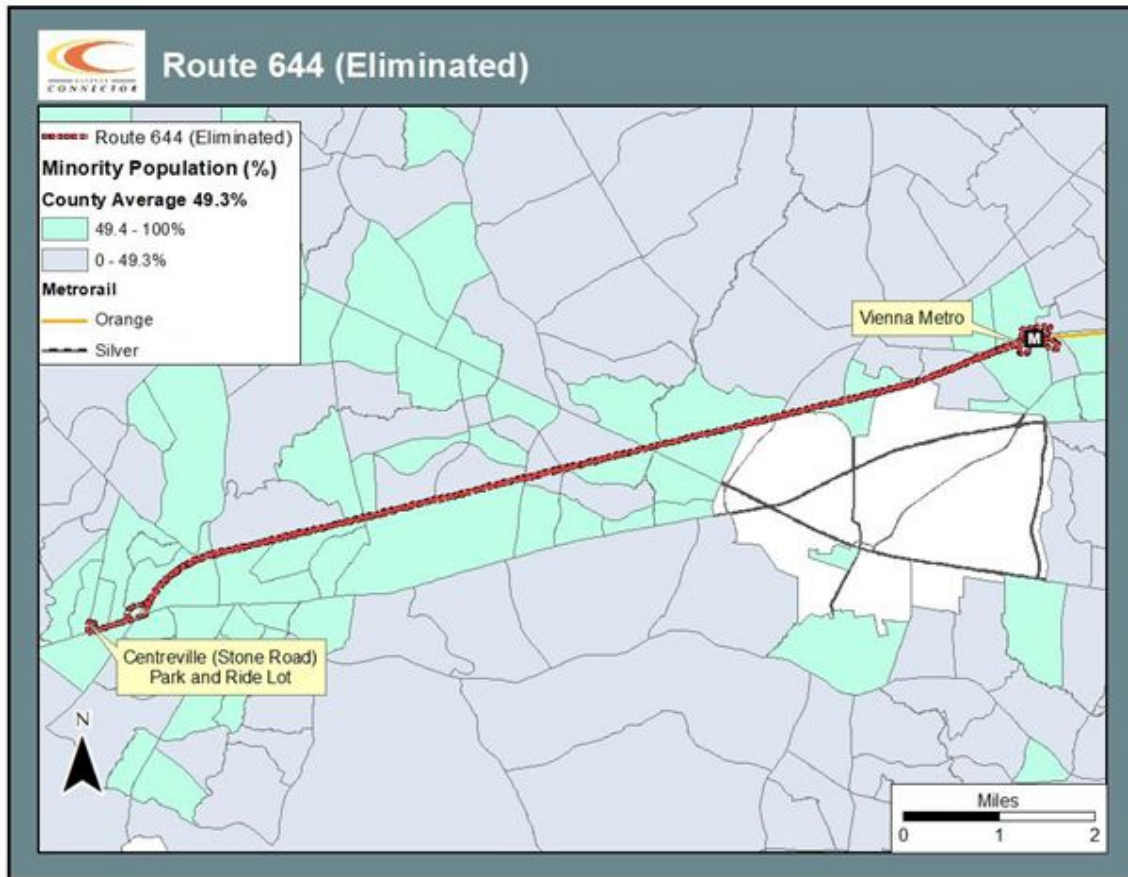 CONNECTOR
Route 644 (Eliminated)
Route 644 (Eliminated)
Minority Population (%)
County Average 49.3%
49.4 - 100%
0 - 49.3%
Metrorail
Orange
Silver
Vienna Metro
M
Centreville (Stone Road)
Park and Ride Lot
N
Miles
0 1 2